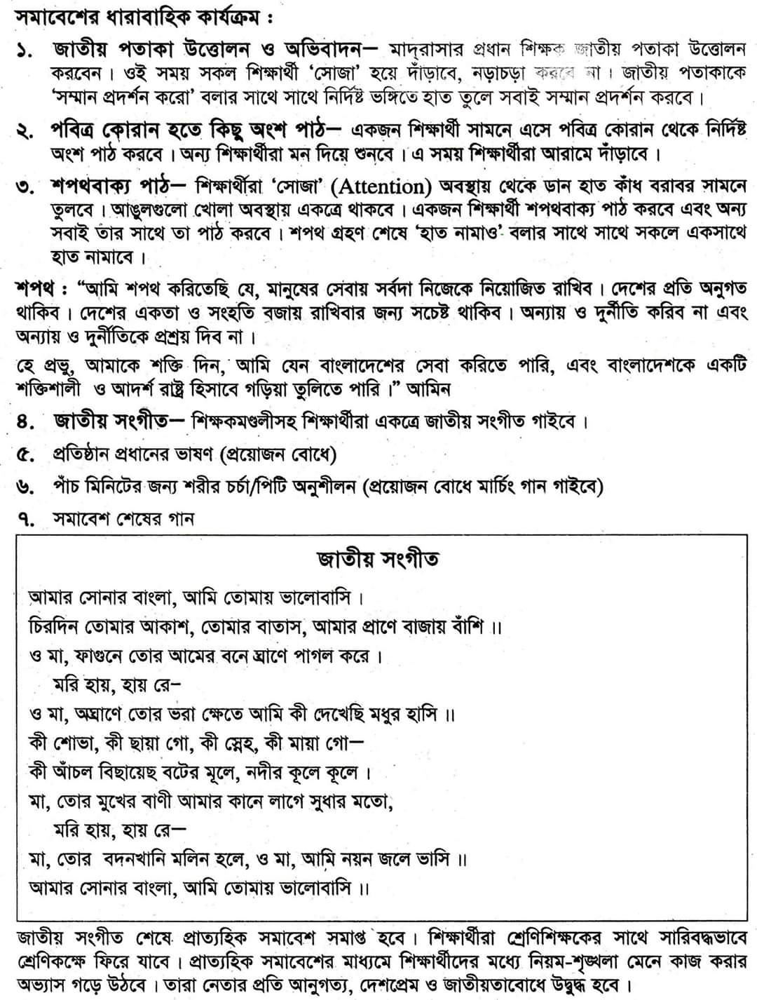 সমাবেশের ধারাবাহিক কার্যক্রম :
১. জাতীয় পতাকা উত্তোলন ও অভিবাদন– মাদ্‌রাসার প্রধান শিক্ষক জাতীয় পতাকা উত্তোলন
করবেন। ওই সময় সকল শিক্ষার্থী ‘সোজা’ হয়ে দাঁড়াবে, নড়াচড়া করবে না। জাতীয় পতাকাকে
‘সম্মান প্রদর্শন করো’ বলার সাথে সাথে নির্দিষ্ট ভঙ্গিতে হাত তুলে সবাই সম্মান প্রদর্শন করবে।
২. পবিত্র কোরান হতে কিছু অংশ পাঠ– একজন শিক্ষার্থী সামনে এসে পবিত্র কোরান থেকে নির্দিষ্ট
অংশ পাঠ করবে। অন্য শিক্ষার্থীরা মন দিয়ে শুনবে। এ সময় শিক্ষার্থীরা আরামে দাঁড়াবে।
৩. শপথবাক্য পাঠ– শিক্ষার্থীরা ‘সোজা’ (Attention) অবস্থায় থেকে ডান হাত কাঁধ বরাবর সামনে
তুলবে। আঙুলগুলো খোলা অবস্থায় একত্রে থাকবে। একজন শিক্ষার্থী শপথবাক্য পাঠ করবে এবং অন্য
সবাই তার সাথে তা পাঠ করবে। শপথ গ্রহণ শেষে ‘হাত নামাও’ বলার সাথে সাথে সকলে একসাথে
হাত নামাবে।
শপথ : “আমি শপথ করিতেছি যে, মানুষের সেবায় সর্বদা নিজেকে নিয়োজিত রাখিব। দেশের প্রতি অনুগত
থাকিব। দেশের একতা ও সংহতি বজায় রাখিবার জন্য সচেষ্ট থাকিব। অন্যায় ও দুর্নীতি করিব না এবং
অন্যায় ও দুর্নীতিকে প্রশ্রয় দিব না।
হে প্রভু, আমাকে শক্তি দিন, আমি যেন বাংলাদেশের সেবা করিতে পারি, এবং বাংলাদেশকে একটি
শক্তিশালী ও আদর্শ রাষ্ট্র হিসাবে গড়িয়া তুলিতে পারি।” আমিন
৪. জাতীয় সংগীত– শিক্ষকমণ্ডলীসহ শিক্ষার্থীরা একত্রে জাতীয় সংগীত গাইবে।
৫. প্রতিষ্ঠান প্রধানের ভাষণ (প্রয়োজন বোধে)
৬. পাঁচ মিনিটের জন্য শরীর চর্চা/পিটি অনুশীলন (প্রয়োজন বোধে মার্চিং গান গাইবে)
৭. সমাবেশ শেষের গান
জাতীয় সংগীত
আমার সোনার বাংলা, আমি তোমায় ভালোবাসি।
চিরদিন তোমার আকাশ, তোমার বাতাস, আমার প্রাণে বাজায় বাঁশি॥
ও মা, ফাগুনে তোর আমের বনে ঘ্রাণে পাগল করে।
মরি হায়, হায় রে–
ও মা, অঘ্রাণে তোর ভরা ক্ষেতে আমি কী দেখেছি মধুর হাসি॥
কী শোভা, কী ছায়া গো, কী স্নেহ, কী মায়া গো–
কী আঁচল বিছায়েছ বটের মূলে, নদীর কূলে কূলে।
মা, তোর মুখের বাণী আমার কানে লাগে সুধার মতো,
মরি হায়, হায় রে–
মা, তোর বদনখানি মলিন হলে, ও মা, আমি নয়ন জলে ভাসি॥
আমার সোনার বাংলা, আমি তোমায় ভালোবাসি॥
জাতীয় সংগীত শেষে প্রাত্যহিক সমাবেশ সমাপ্ত হবে। শিক্ষার্থীরা শ্রেণিশিক্ষকের সাথে সারিবদ্ধভাবে
শ্রেণিকক্ষে ফিরে যাবে। প্রাত্যহিক সমাবেশের মাধ্যমে শিক্ষার্থীদের মধ্যে নিয়ম-শৃঙ্খলা মেনে কাজ করার
অভ্যাস গড়ে উঠবে। তারা নেতার প্রতি আনুগত্য, দেশপ্রেম ও জাতীয়তাবোধে উদ্বুদ্ধ হবে।